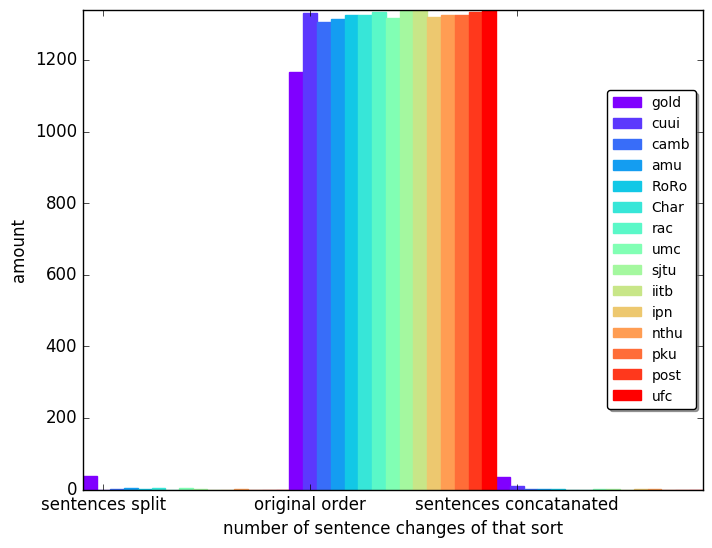 1200
1000
800
600
400
200
0
amount
sentences split
original order
sentences concatanated
number of sentence changes of that sort
gold
cuui
camb
amu
RoRo
Char
rac
umc
sjtu
iitb
ipn
nthu
pku
post
ufc